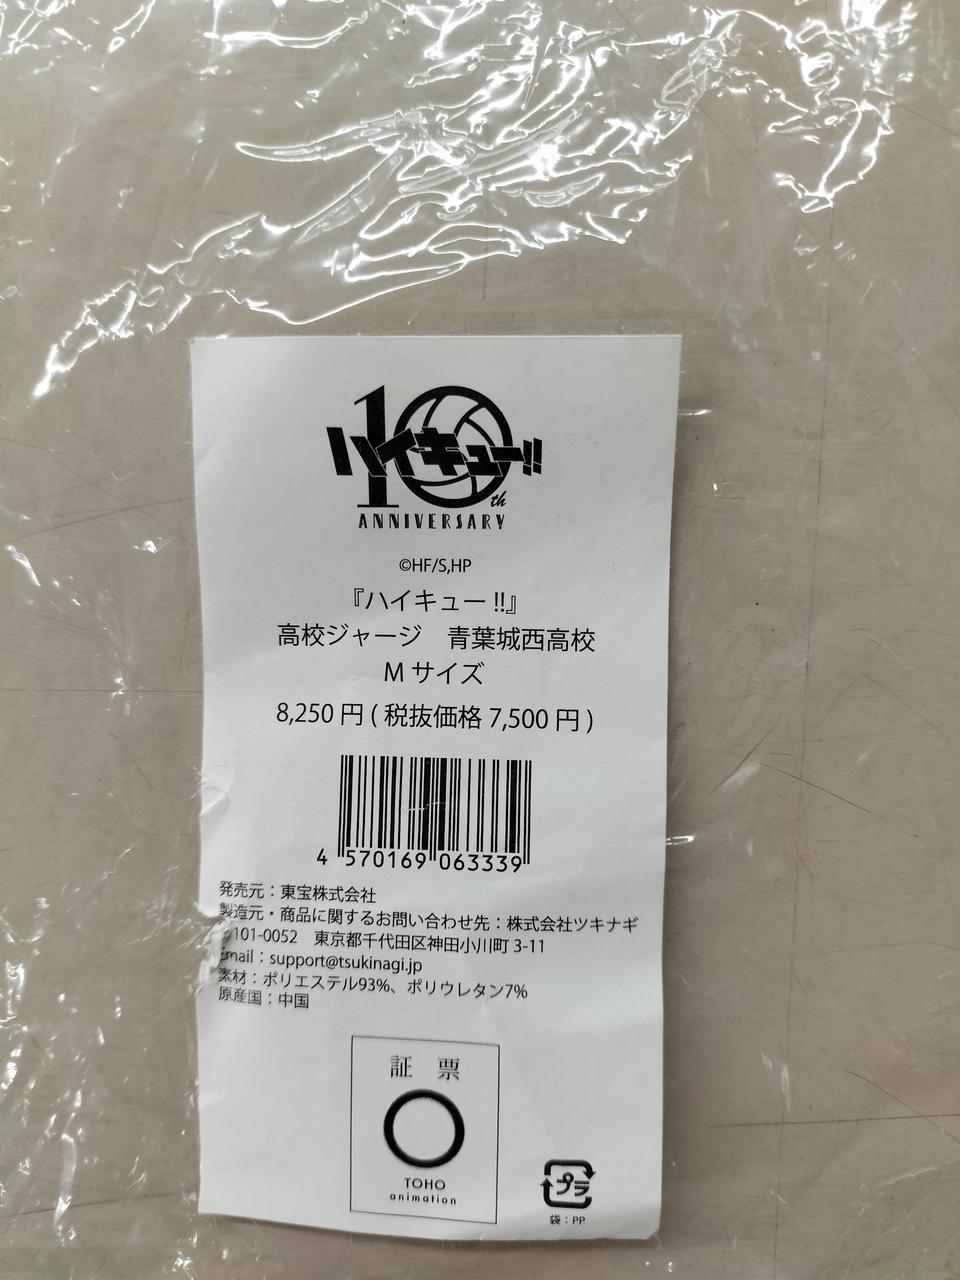 10th
ハイキュー!!
ANNIVERSARY
©HF/S,HP
『ハイキュー!!』
高校ジャージ　青葉城西高校
Mサイズ
8,250円(税抜価格7,500円)
4 570169 063339
発売元：東宝株式会社
製造元・商品に関するお問い合わせ先：株式会社ツキナギ
〒101-0052　東京都千代田区神田小川町3-11
Email：support@tsukinagi.jp
素材：ポリエステル93%、ポリウレタン7%
原産国：中国
証 票
TOHO
animation
プラ
袋：PP